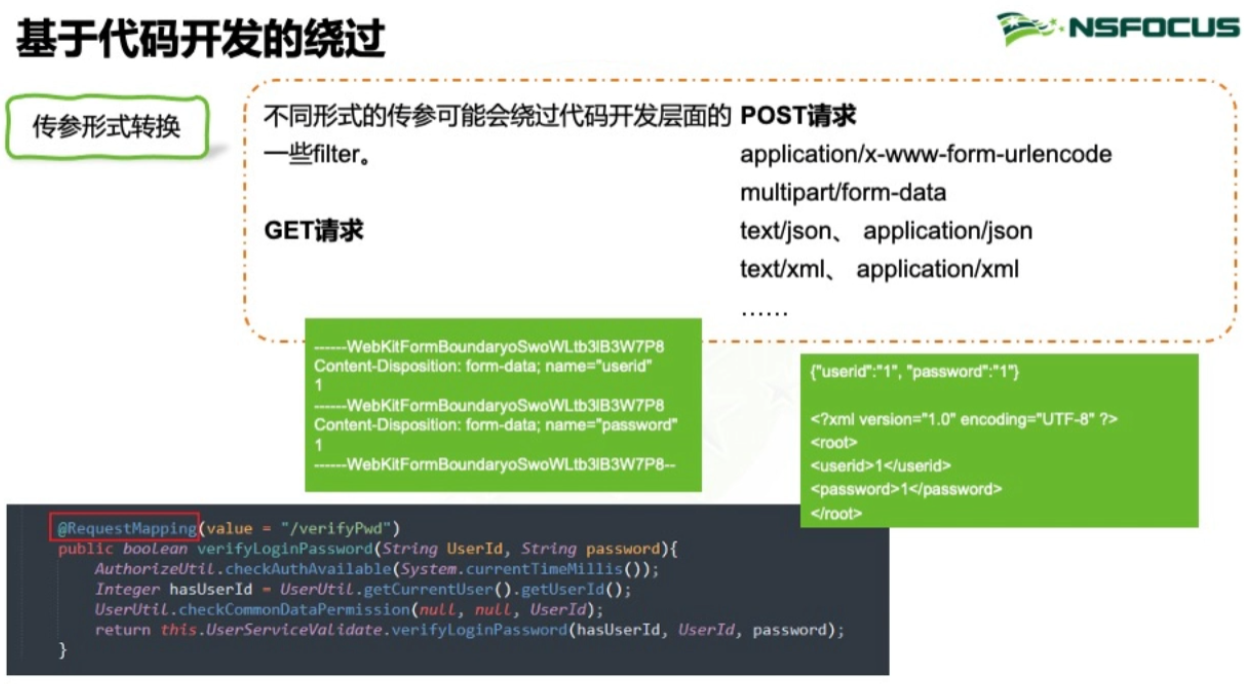 基于代码开发的绕过
NSFOCUS
传参形式转换
不同形式的传参可能会绕过代码开发层面的
一些filter。
GET请求
POST请求
application/x-www-form-urlencode
multipart/form-data
text/json、 application/json
text/xml、 application/xml
……
------WebKitFormBoundaryoSwoWLtb3lB3W7P8
Content-Disposition: form-data; name="userid"
1
------WebKitFormBoundaryoSwoWLtb3lB3W7P8
Content-Disposition: form-data; name="password"
1
------WebKitFormBoundaryoSwoWLtb3lB3W7P8--
{"userid":"1", "password":"1"}
<?xml version="1.0" encoding="UTF-8" ?>
<root>
<userid>1</userid>
<password>1</password>
</root>
@RequestMapping(value = "/verifyPwd")
public boolean verifyLoginPassword(String UserId, String password){
AuthorizeUtil.checkAuthAvailable(System.currentTimeMillis());
Integer hasUserId = UserUtil.getCurrentUser().getUserId();
UserUtil.checkCommonDataPermission(null, null, UserId);
return this.UserServiceValidate.verifyLoginPassword(hasUserId, UserId, password);
}